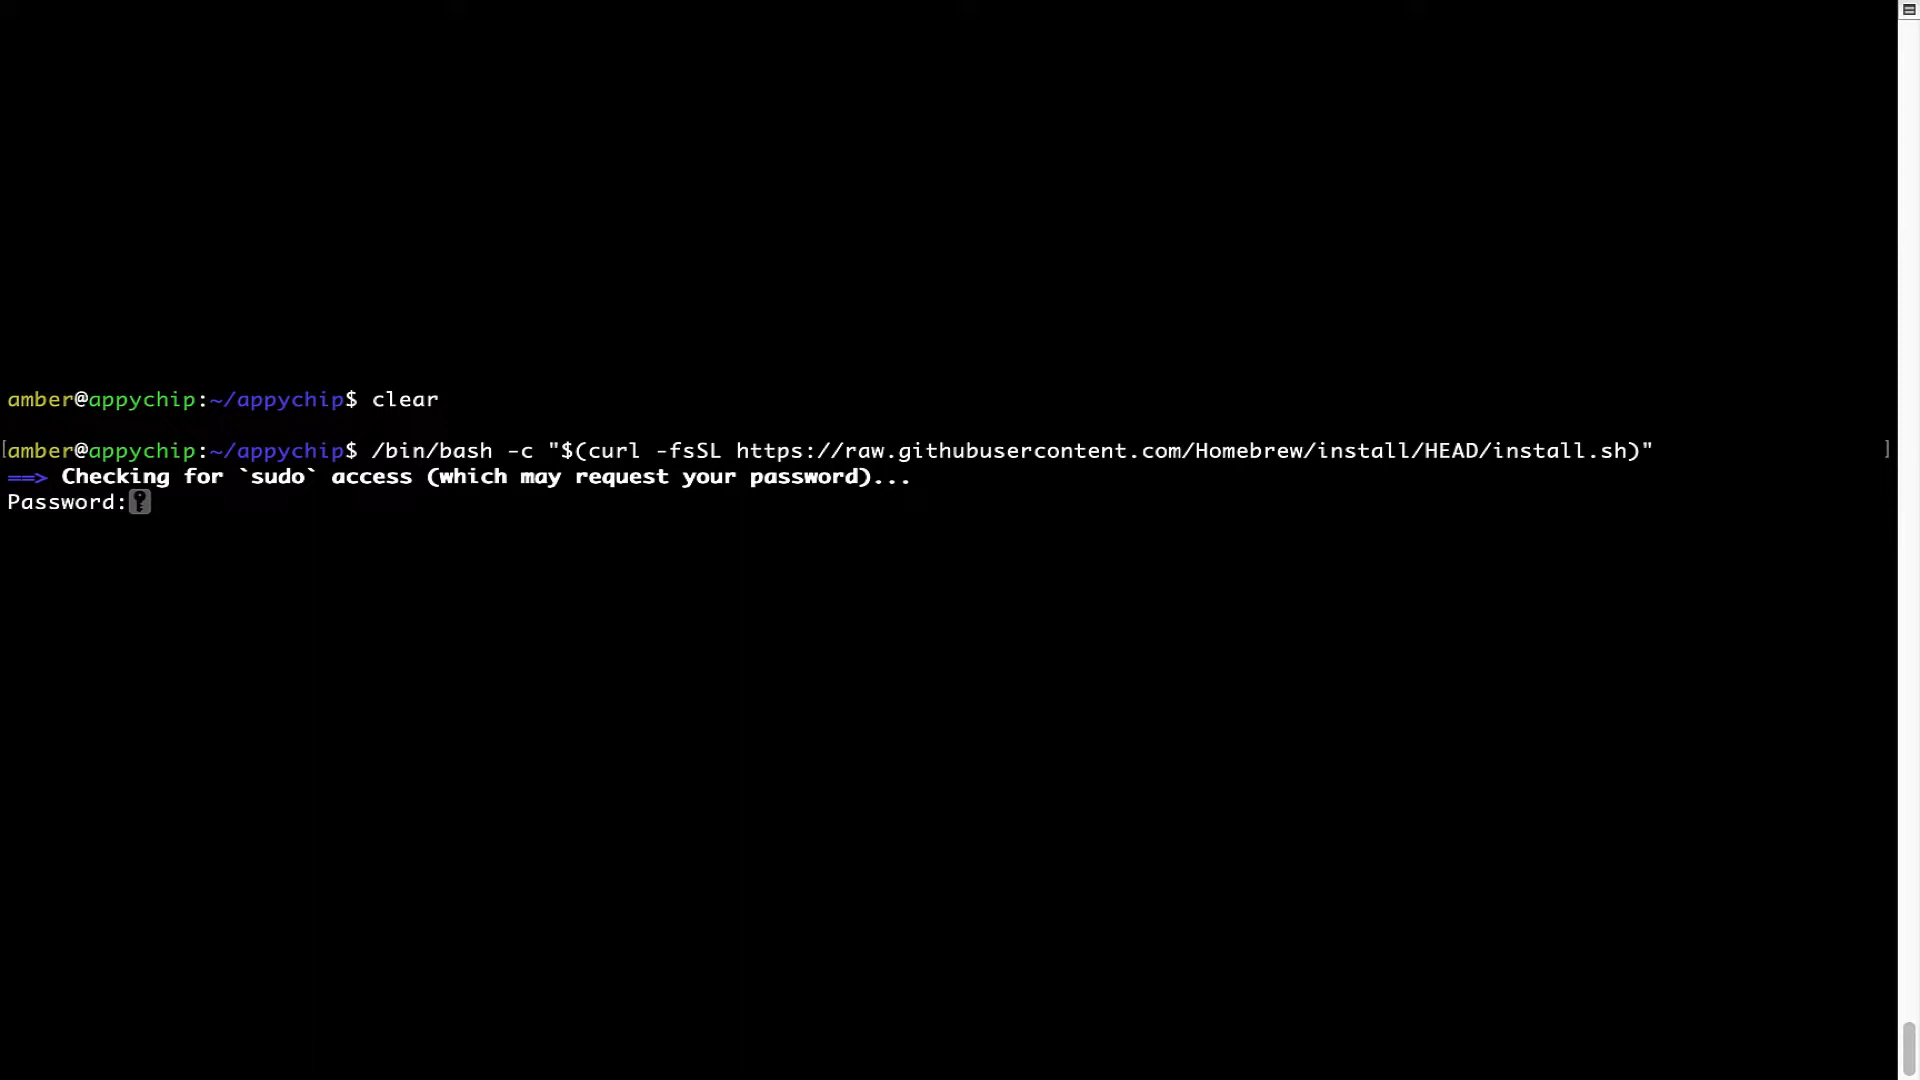 amber@appychip:~/appychip$ clear
amber@appychip:~/appychip$ /bin/bash -c "$(curl -fsSL https://raw.githubusercontent.com/Homebrew/install/HEAD/install.sh)"
==> Checking for `sudo` access (which may request your password)...
Password: